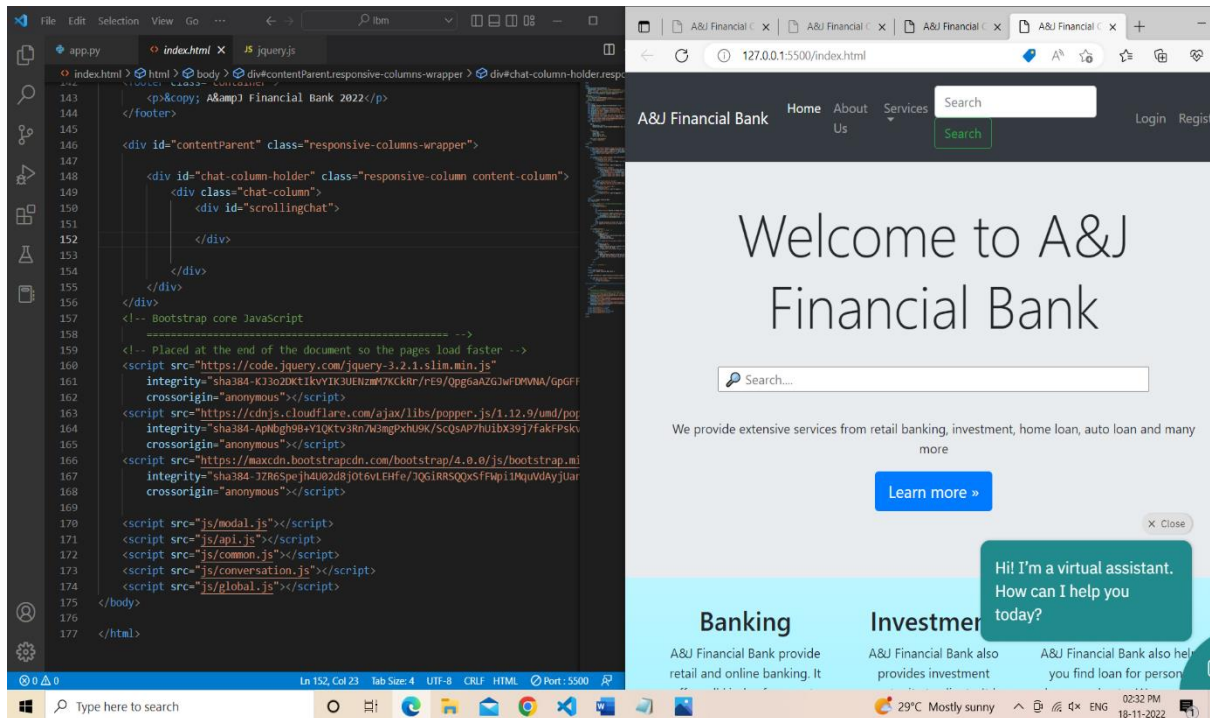 File Edit Selection View Go ... Ibm
app.py index.html JS jquery.js
index.html > html > body > div#contentParent.responsive-columns-wrapper > div#chat-column-holder.respc
143 <p>&copy; A&ampJ Financial Bank 2022</p>
144 </footer>
145
146 <div id="contentParent" class="responsive-columns-wrapper">
147
148 <div id="chat-column-holder" class="responsive-column content-column">
149 <div class="chat-column">
150 <div id="scrollingChat">
151
152 </div>
153
154 </div>
155 </div>
156 </div>
157 <!-- Bootstrap core JavaScript
158 ================================================== -->
159 <!-- Placed at the end of the document so the pages load faster -->
160 <script src="https://code.jquery.com/jquery-3.2.1.slim.min.js"
161 integrity="sha384-KJ3o2DKtIkvYIK3UENzmM7KCkRr/rE9/Qpg6aAZGJwFDMVNA/GpGFF
162 crossorigin="anonymous"></script>
163 <script src="https://cdnjs.cloudflare.com/ajax/libs/popper.js/1.12.9/umd/pop
164 integrity="sha384-ApNbgh9B+Y1QKtv3Rn7W3mgPxhU9K/ScQsAP7hUibX39j7fakFPskv
165 crossorigin="anonymous"></script>
166 <script src="https://maxcdn.bootstrapcdn.com/bootstrap/4.0.0/js/bootstrap.mi
167 integrity="sha384-JZR6Spejh4U02d8jOt6vLEHfe/JQGiRRSQQxSfFWpi1MquVdAyjUar
168 crossorigin="anonymous"></script>
169
170 <script src="js/modal.js"></script>
171 <script src="js/api.js"></script>
172 <script src="js/common.js"></script>
173 <script src="js/conversation.js"></script>
174 <script src="js/global.js"></script>
175 </body>
176
177 </html>
0 0 Ln 152, Col 23 Tab Size: 4 UTF-8 CRLF HTML Port : 5500
A&J Financial C A&J Financial C A&J Financial C A&J Financial C
127.0.0.1:5500/index.html
A&J Financial Bank Home About Us Services Search Login Regist
Search
Welcome to A&J
Financial Bank
Search....
We provide extensive services from retail banking, investment, home loan, auto loan and many
more
Learn more »
Close
Hi! I'm a virtual assistant.
How can I help you
today?
Banking
A&J Financial Bank provide
retail and online banking. It
Investmen
A&J Financial Bank also
provides investment
A&J Financial Bank also help
you find loan for person
Type here to search 29°C Mostly sunny ENG 02:32 PM
18-11-2022